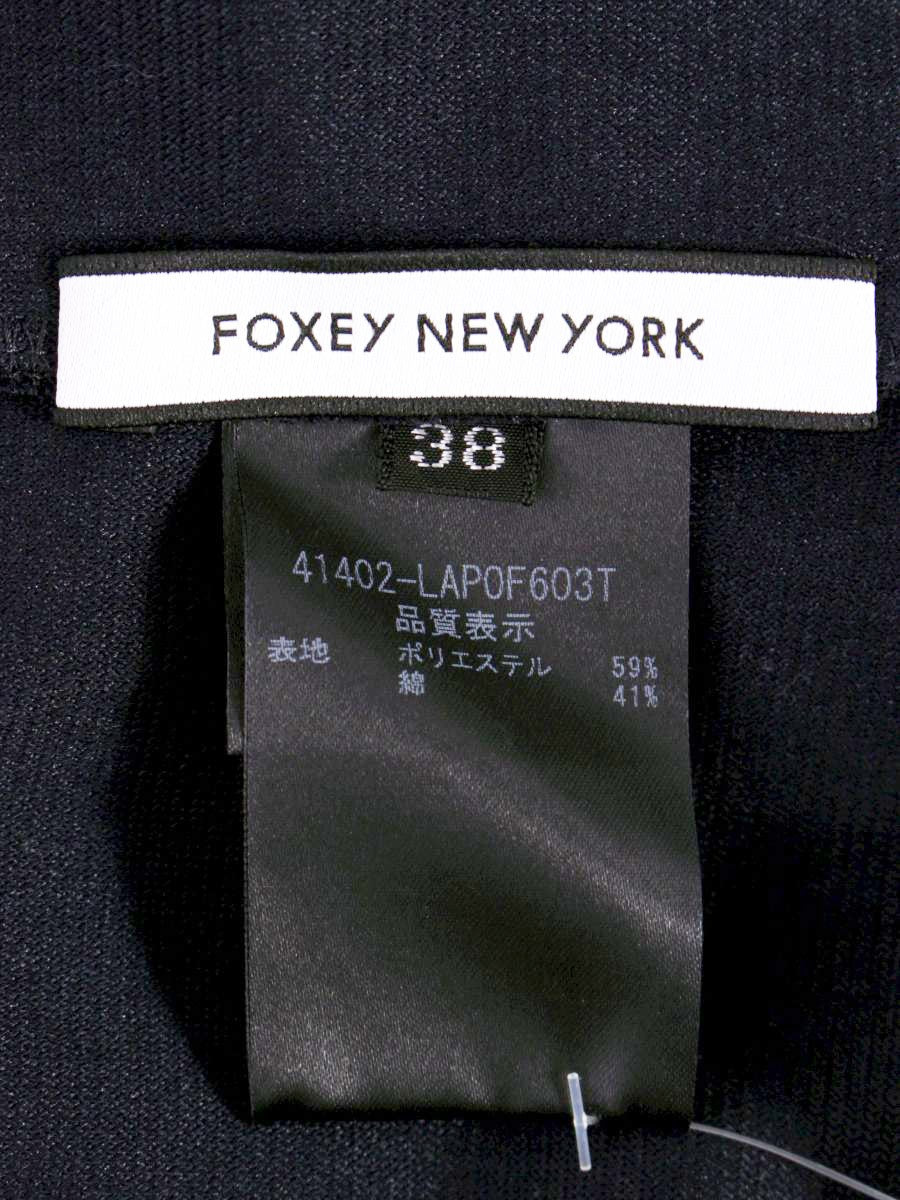 FOXEY NEW YORK
38
41402-LAPOF603T
品質表示
表地 ポリエステル 59%
綿 41%